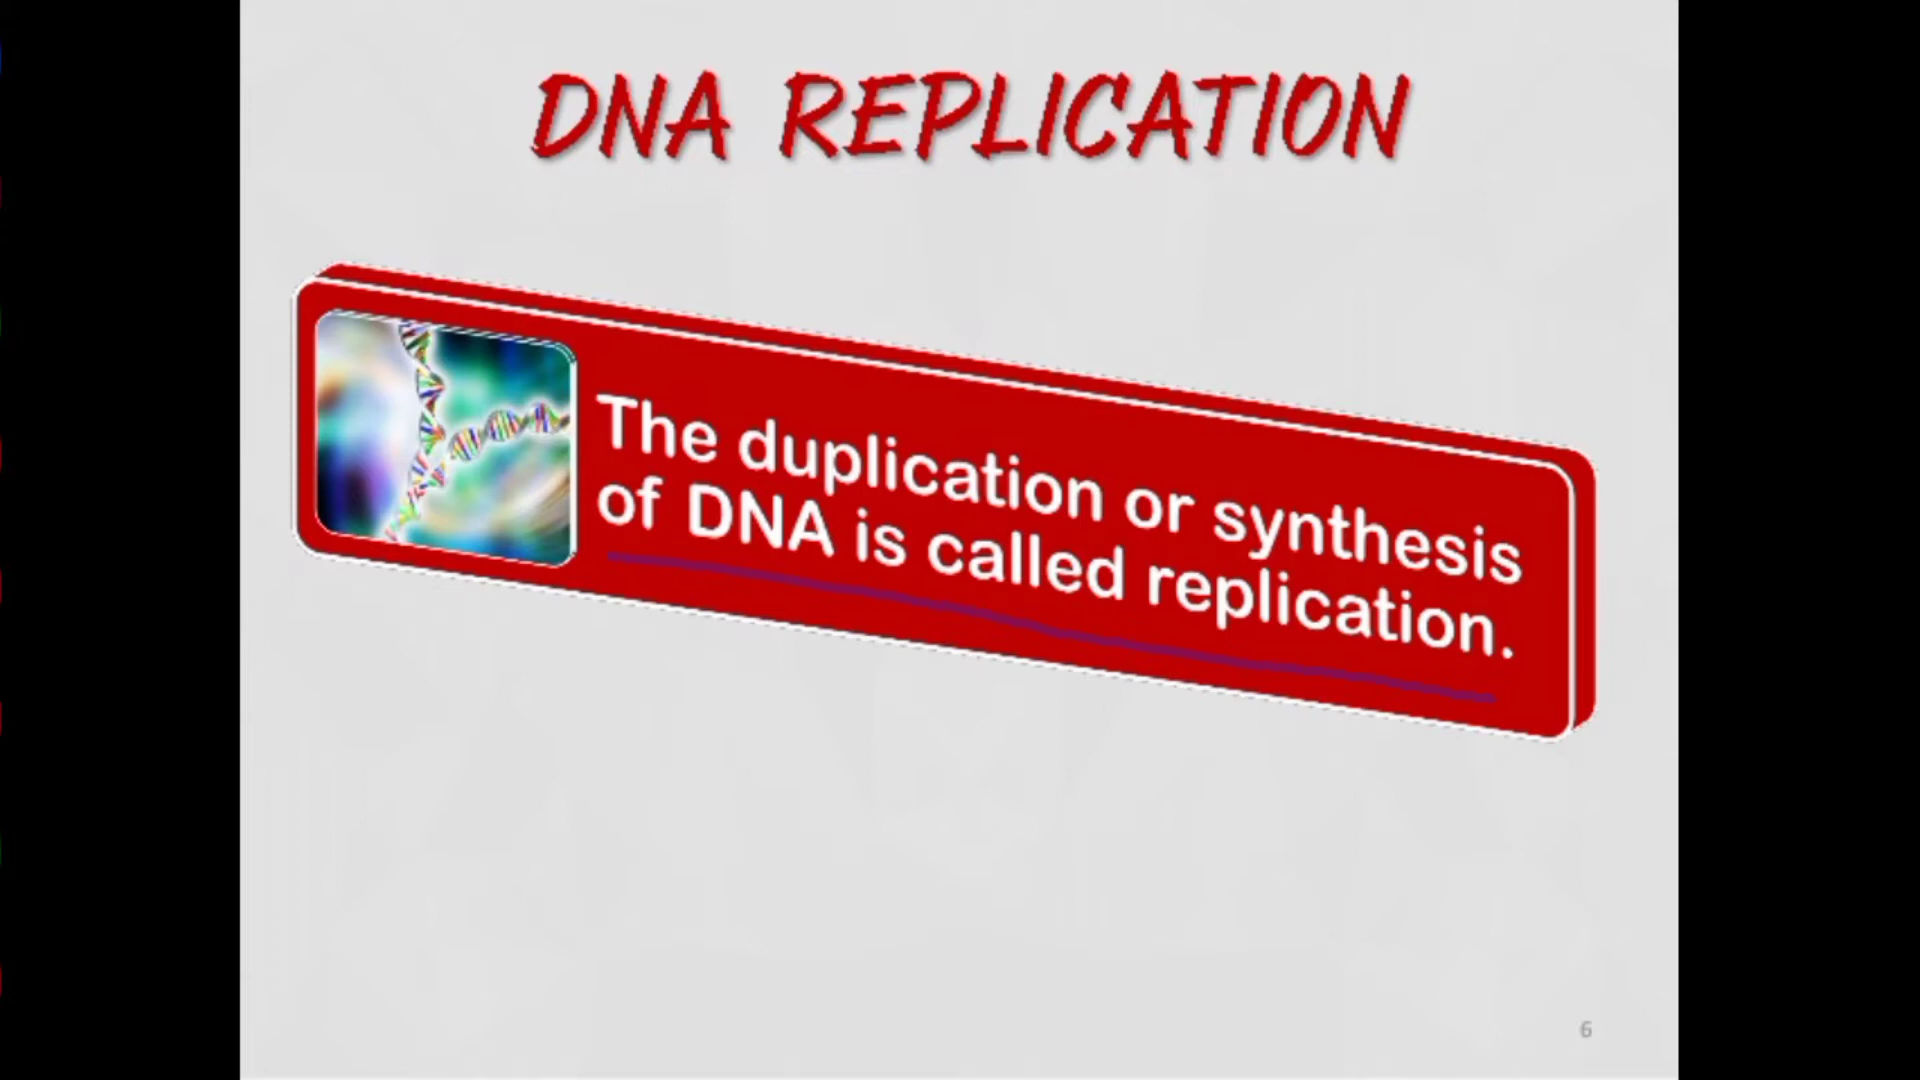 DNA REPLICATION
The duplication or synthesis
of DNA is called replication.
6